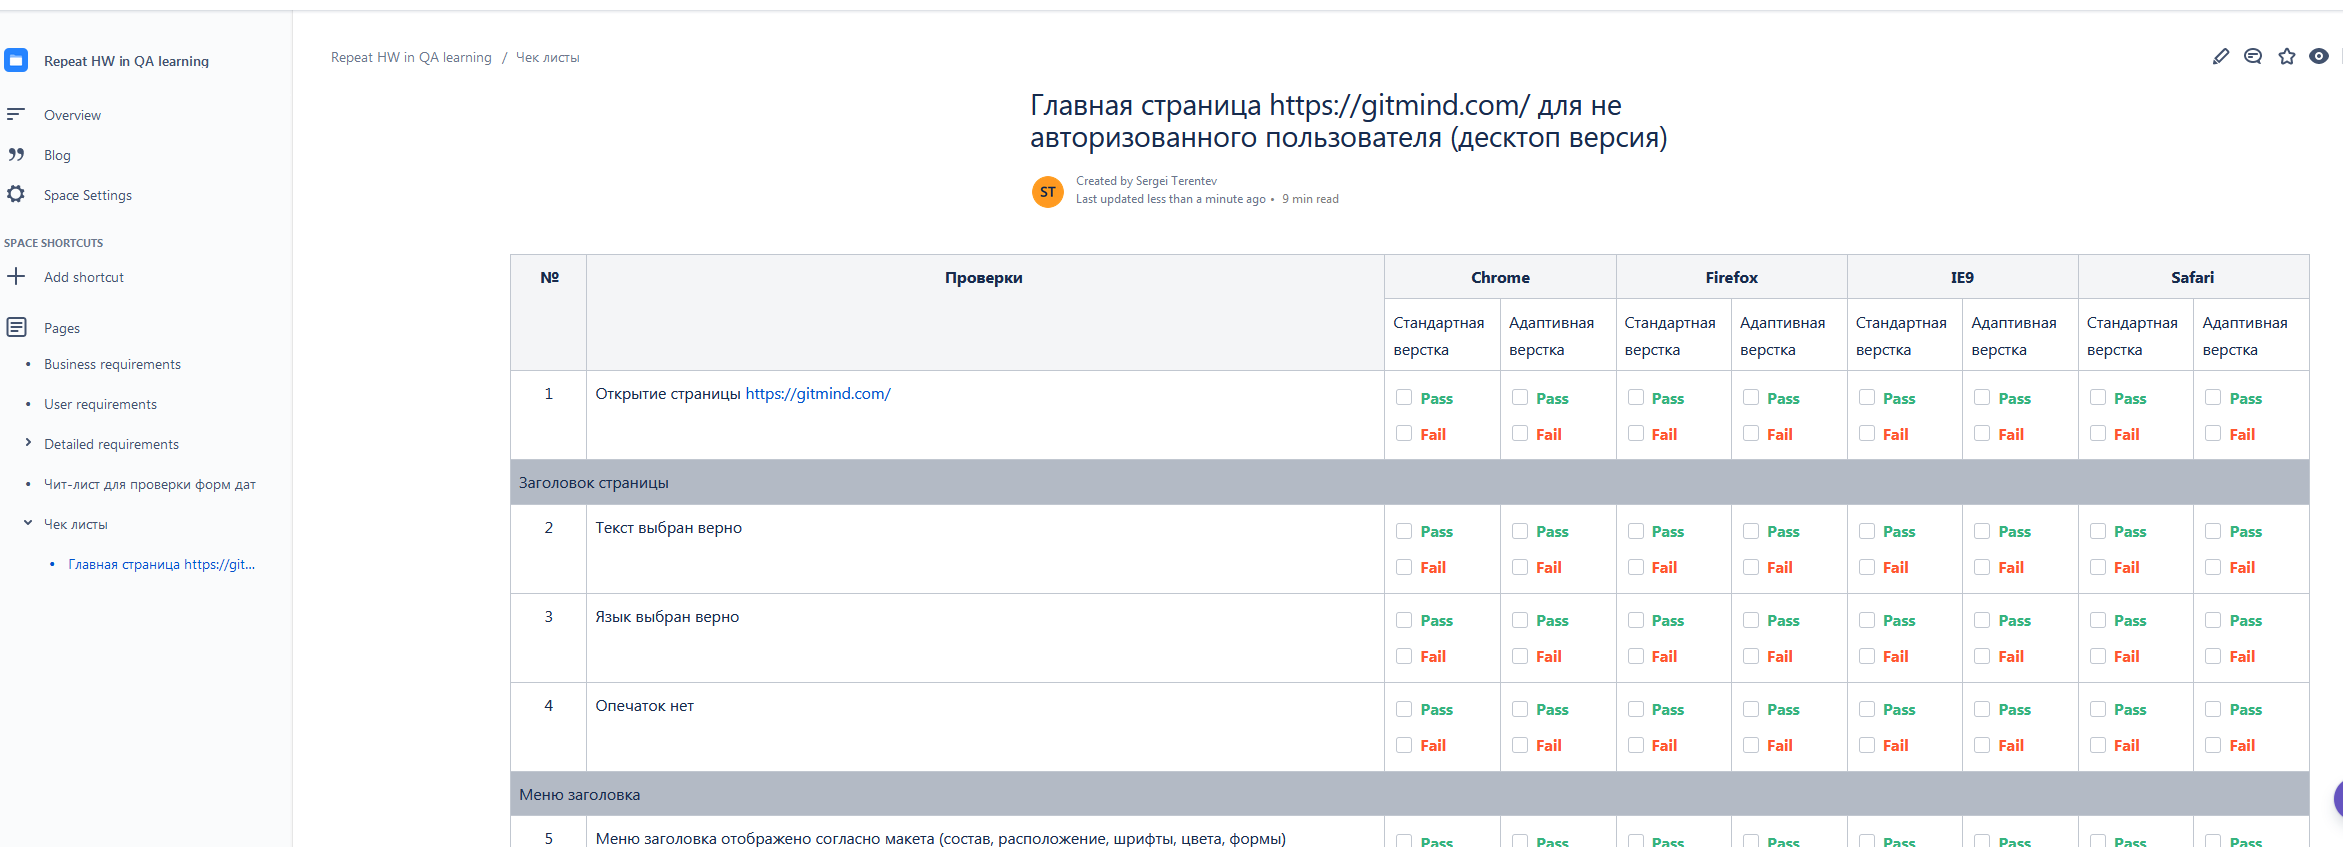 Repeat HW in QA learning
Overview
Blog
Space Settings
SPACE SHORTCUTS
Add shortcut
Pages
Business requirements
User requirements
Detailed requirements
Чит-лист для проверки форм дат
Чек листы
Главная страница https://git...
Repeat HW in QA learning / Чек листы
Главная страница https://gitmind.com/ для не
авторизованного пользователя (десктоп версия)
ST
Created by Sergei Terentev
Last updated less than a minute ago • 9 min read
№ Проверки Chrome Firefox IE9 Safari
Стандартная Адаптивная Стандартная Адаптивная Стандартная Адаптивная Стандартная Адаптивная
верстка верстка верстка верстка верстка верстка верстка верстка
1 Открытие страницы https://gitmind.com/ Pass Pass Pass Pass Pass Pass Pass Pass
Fail Fail Fail Fail Fail Fail Fail Fail
Заголовок страницы
2 Текст выбран верно Pass Pass Pass Pass Pass Pass Pass Pass
Fail Fail Fail Fail Fail Fail Fail Fail
3 Язык выбран верно Pass Pass Pass Pass Pass Pass Pass Pass
Fail Fail Fail Fail Fail Fail Fail Fail
4 Опечаток нет Pass Pass Pass Pass Pass Pass Pass Pass
Fail Fail Fail Fail Fail Fail Fail Fail
Меню заголовка
5 Меню заголовка отображено согласно макета (состав, расположение, шрифты, цвета, формы) Pass Pass Pass Pass Pass Pass Pass Pass